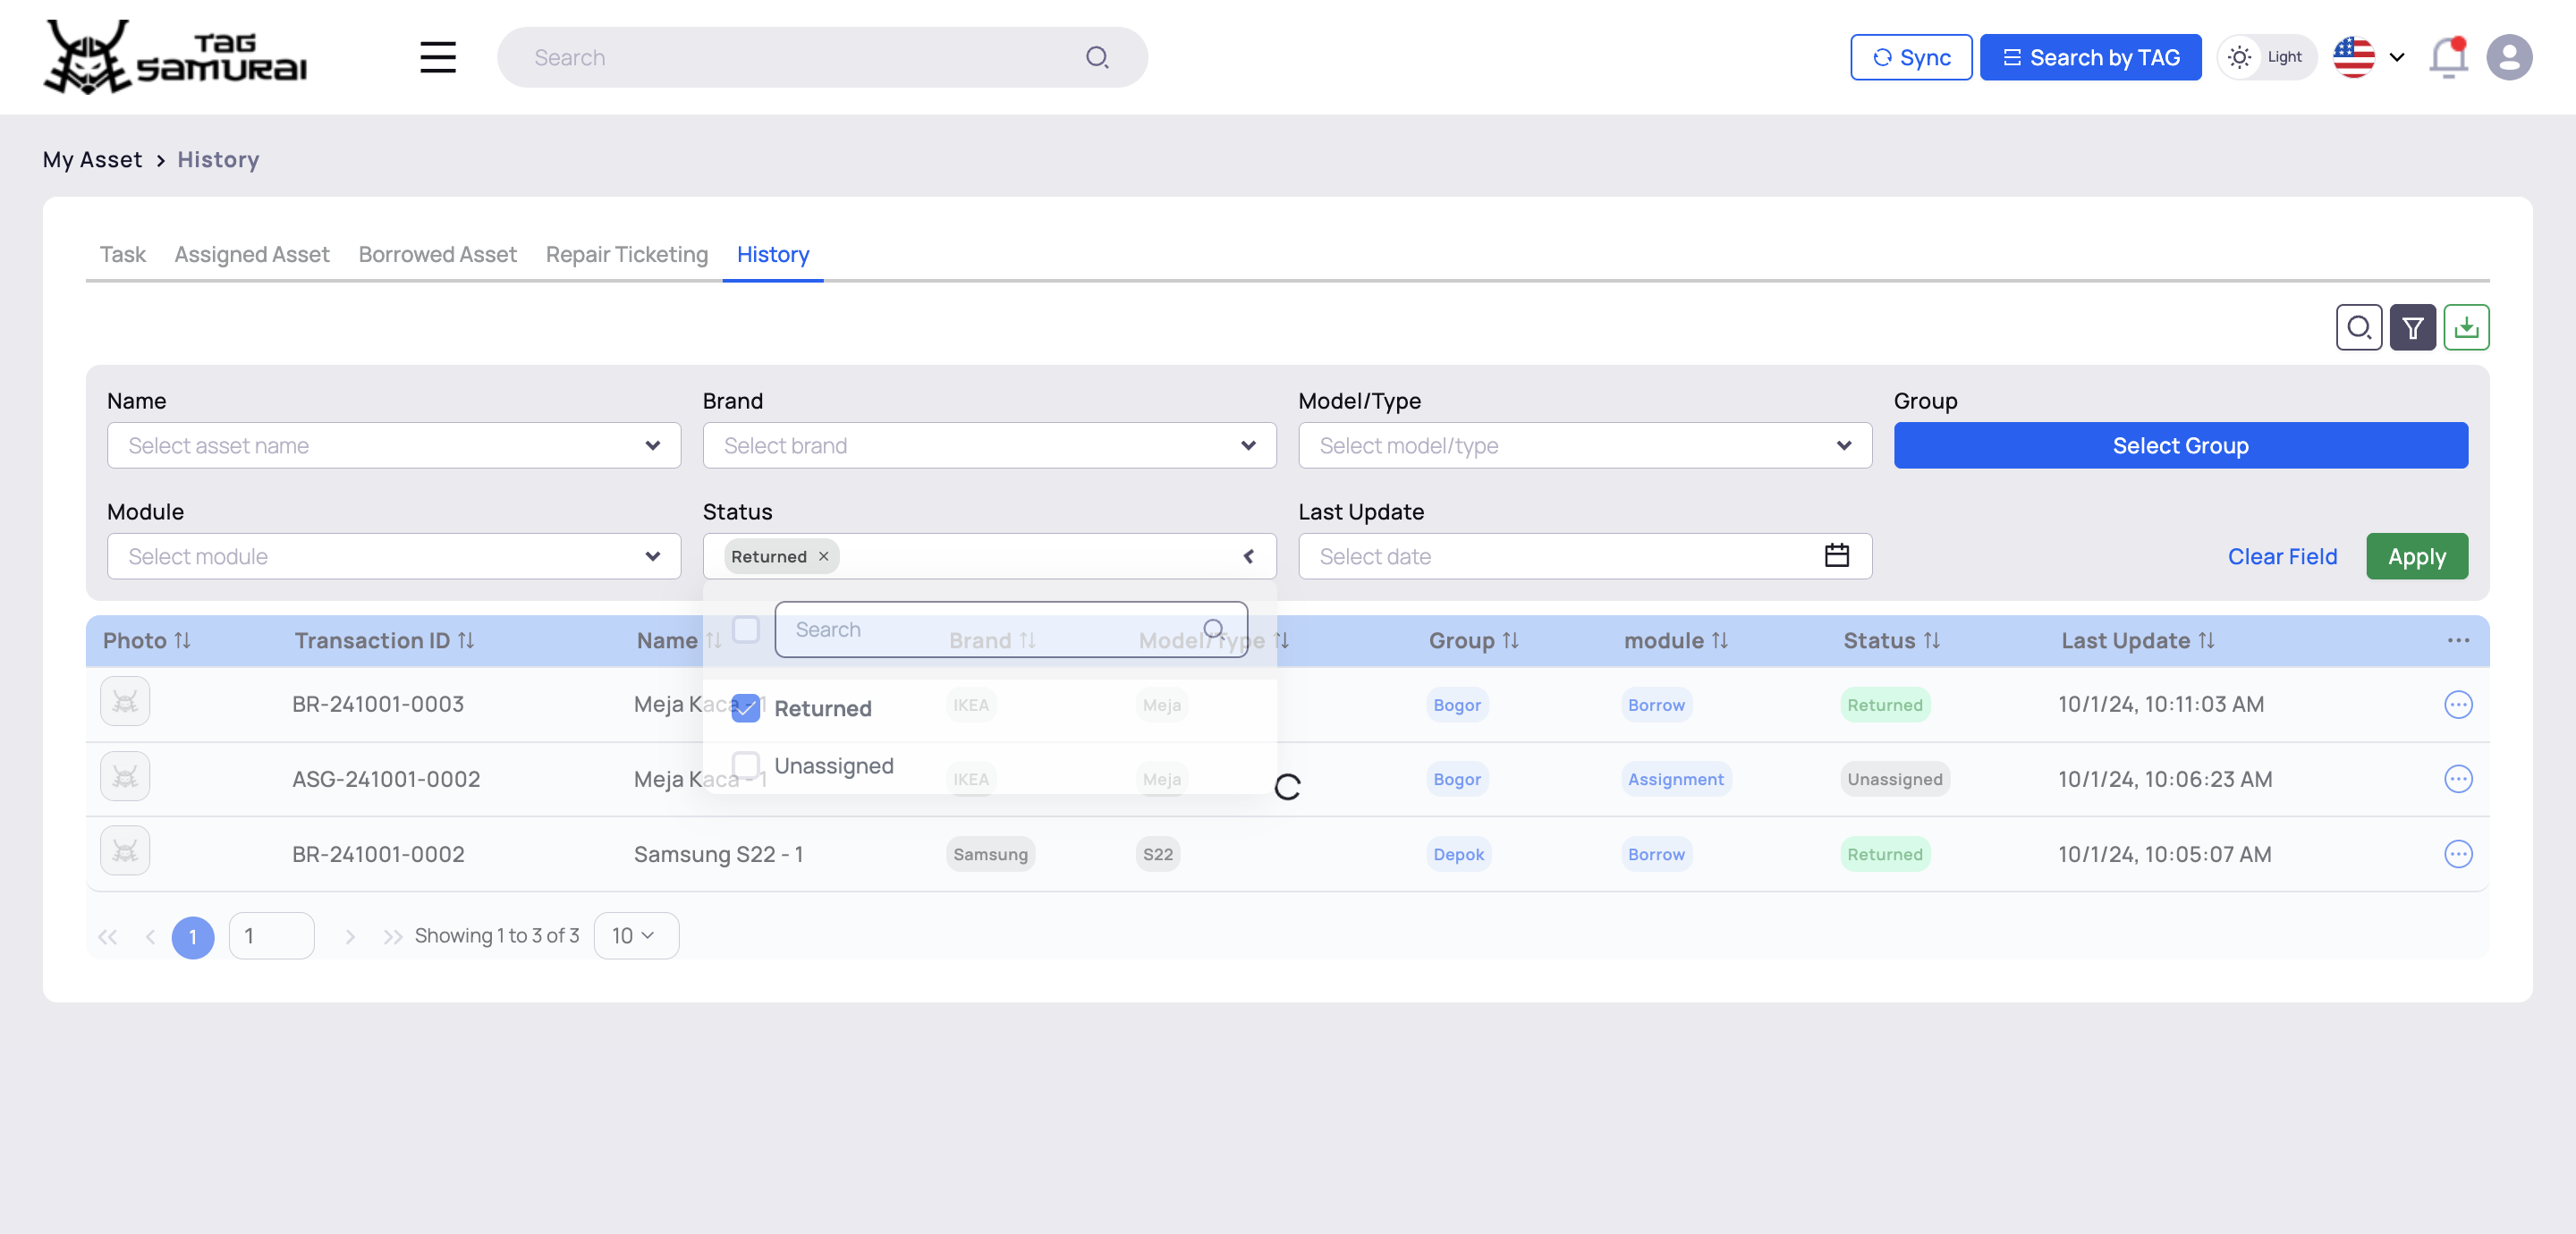 TAG SAMURAI
Search
Sync
Search by TAG
Light
My Asset > History
Task Assigned Asset Borrowed Asset Repair Ticketing History
Name Brand Model/Type Group
Select asset name Select brand Select model/type Select Group
Module Status Last Update
Select module Returned × Select date Clear Field Apply
Search
Returned
Unassigned
Photo Transaction ID Name Brand Model/Type Group module Status Last Update
BR-241001-0003 Meja Kaca - 1 IKEA Meja Bogor Borrow Returned 10/1/24, 10:11:03 AM
ASG-241001-0002 Meja Kaca - 1 IKEA Meja Bogor Assignment Unassigned 10/1/24, 10:06:23 AM
BR-241001-0002 Samsung S22 - 1 Samsung S22 Depok Borrow Returned 10/1/24, 10:05:07 AM
1 1 Showing 1 to 3 of 3 10